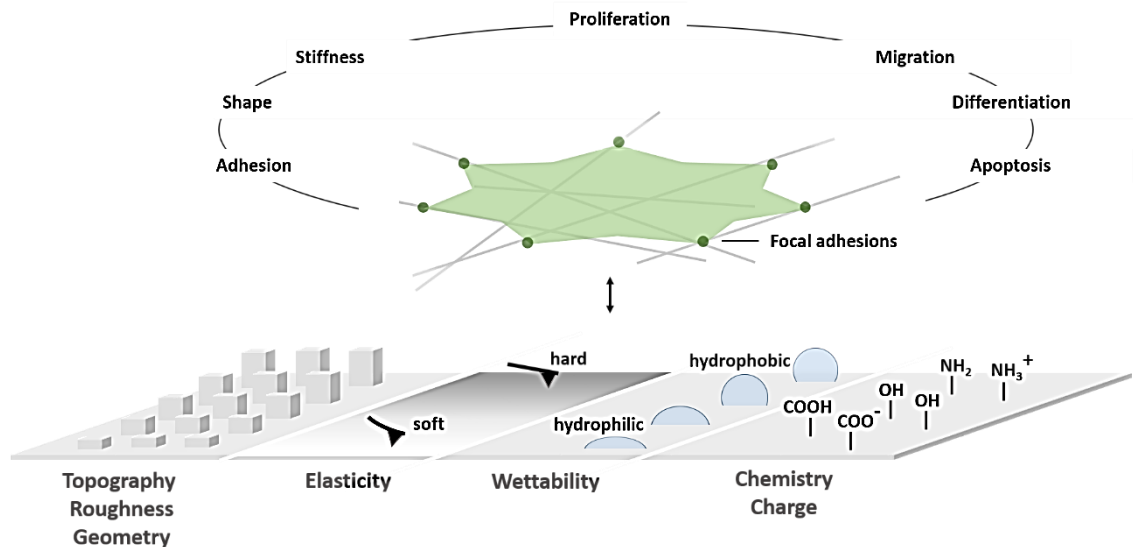 Proliferation
Stiffness
Migration
Shape
Differentiation
Adhesion
Apoptosis
Focal adhesions
hard
soft
hydrophobic
hydrophilic
COOH
COO⁻
OH
OH
NH₂
NH₃⁺
Topography
Roughness
Geometry
Elasticity
Wettability
Chemistry
Charge